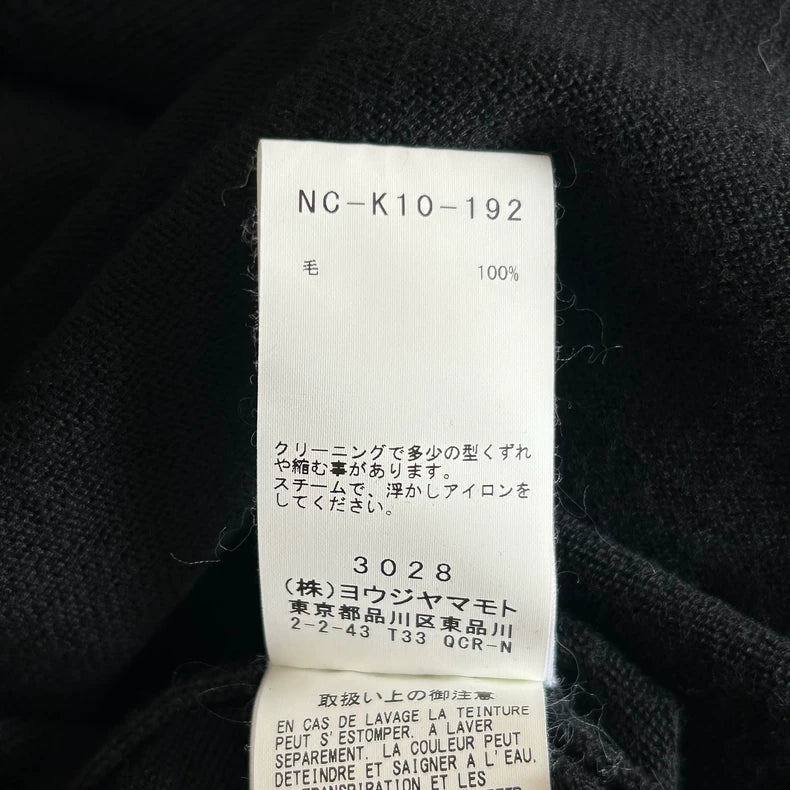 NC-K10-192
毛 100%
クリーニングで多少の型くずれ
や縮む事があります。
スチームで、浮かしアイロンを
してください。
3028
(株)ヨウジヤマモト
東京都品川区東品川
2-2-43 T33 QCR-N
取扱い上の御注意
EN CAS DE LAVAGE LA TEINTURE
PEUT S'ESTOMPER. A LAVER
SEPAREMENT. LA COULEUR PEUT
DETEINDRE ET SAIGNER A L'EAU.
TRANSPIRATION ET LES